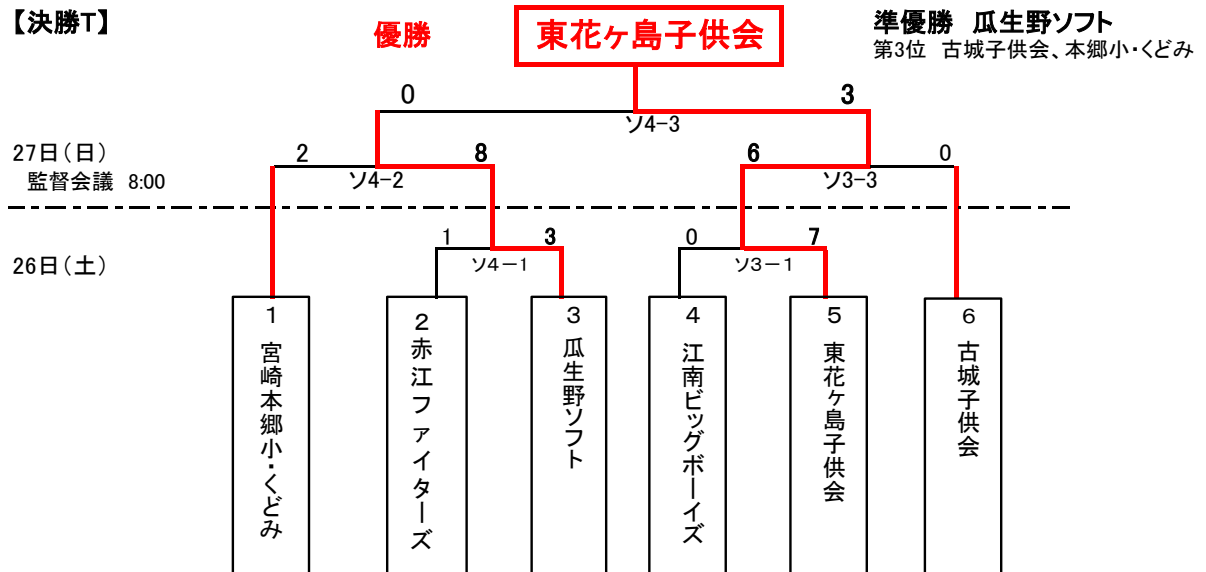 【決勝T】
優勝
東花ヶ島子供会
準優勝 瓜生野ソフト
第3位 古城子供会、本郷小・くどみ
0
3
ソ4-3
27日(日)
監督会議 8:00
2
8
6
0
ソ4-2
ソ3-3
26日(土)
1
3
0
7
ソ4-1
ソ3-1
1
宮崎本郷小・くどみ
2
赤江ファイターズ
3
瓜生野ソフト
4
江南ビッグボーイズ
5
東花ヶ島子供会
6
古城子供会